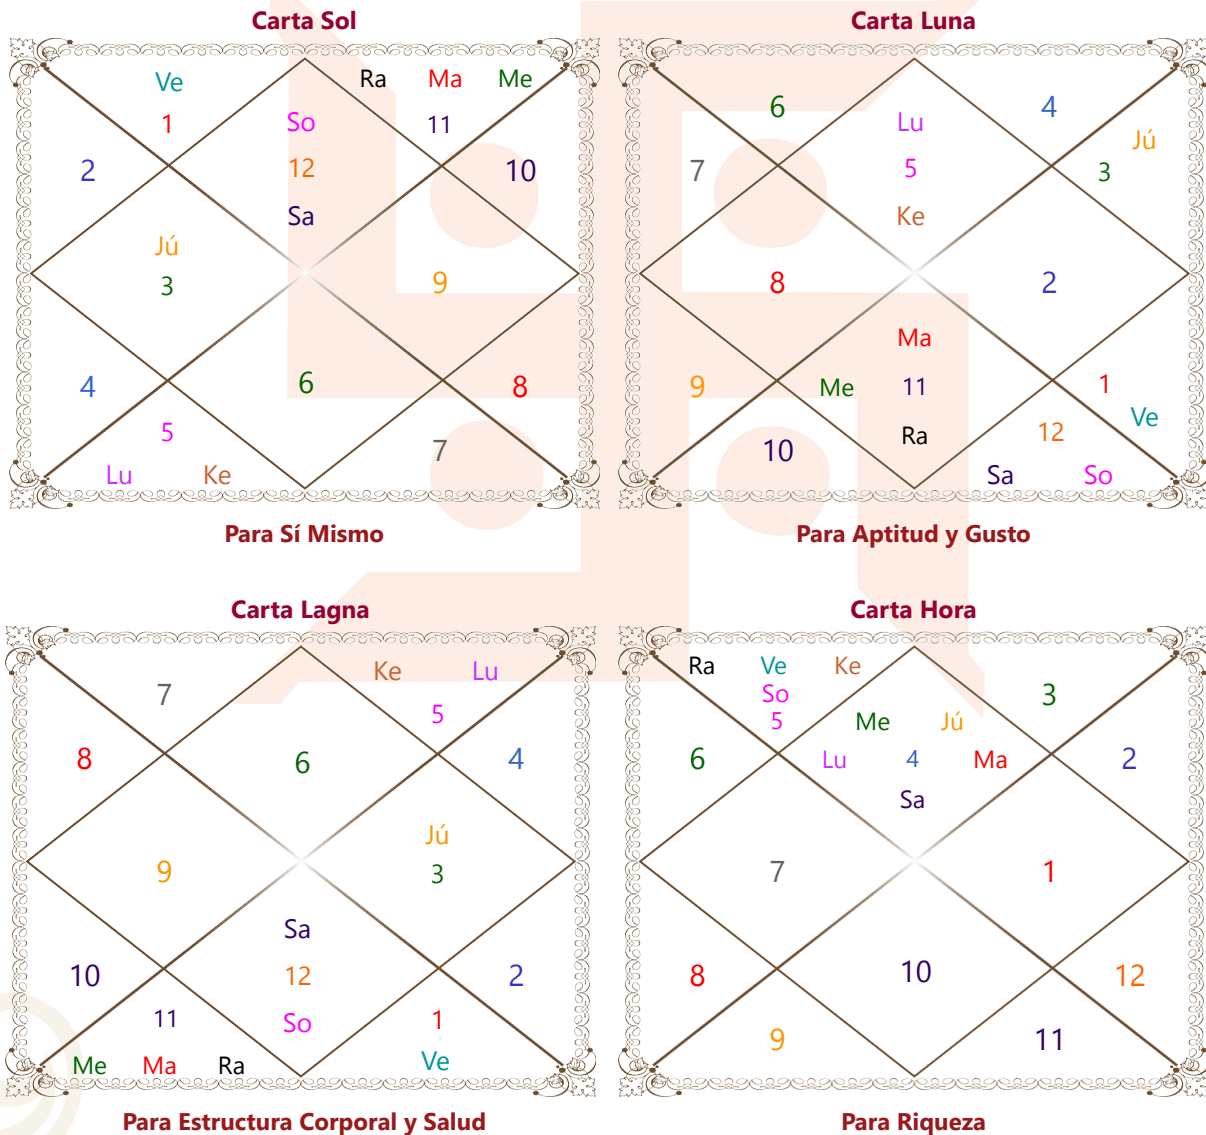 Carta Sol
Ve
Ra Ma Me
1
So
11
2
12
10
Sa
Jú
3
9
4
6
8
5
7
Lu Ke
Para Sí Mismo
Carta Luna
6
Lu
4
Jú
7
5
3
Ke
8
2
Ma
9
Me
11
1
Ve
Ra
12
10
Sa So
Para Aptitud y Gusto
Carta Lagna
Ke Lu
7
5
8
6
4
Jú
9
3
Sa
10
12
2
11
So
1
Me Ma Ra
Ve
Para Estructura Corporal y Salud
Carta Hora
Ra Ve Ke
So
3
5
Me Jú
6
Lu 4 Ma
2
Sa
7
1
8
10
12
9
11
Para Riqueza